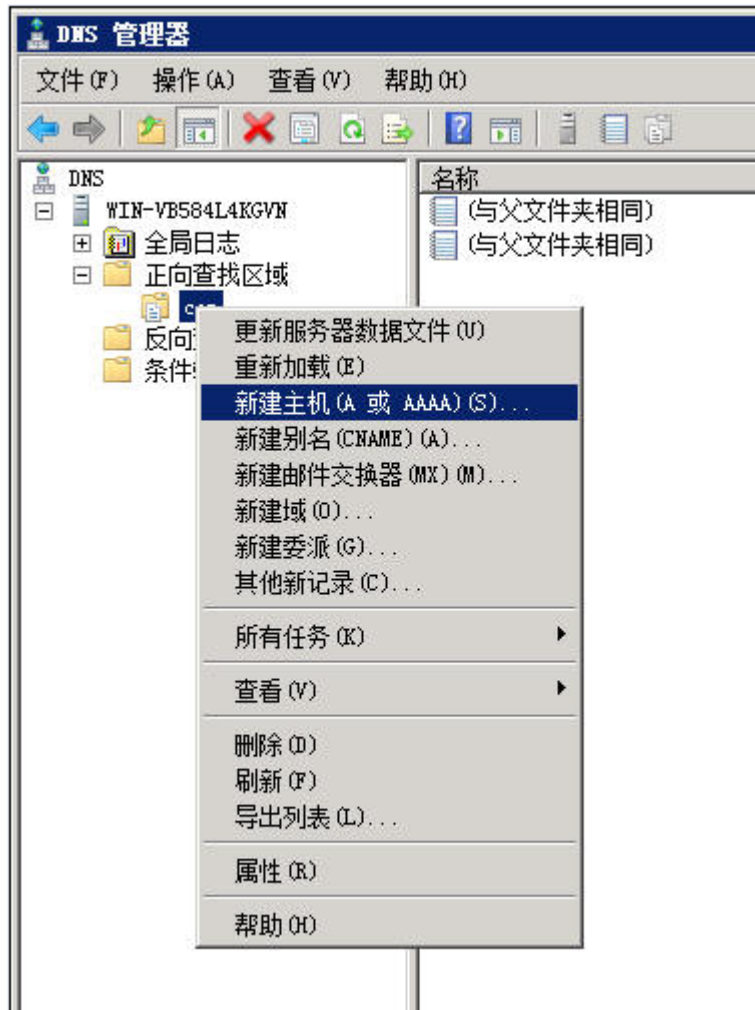 DNS 管理器
文件(F) 操作(A) 查看(V) 帮助(H)
DNS
WIN-VB584L4KGVN
全局日志
正向查找区域
反向
条件
名称
(与父文件夹相同)
(与父文件夹相同)
更新服务器数据文件(U)
重新加载(E)
新建主机(A 或 AAAA)(S)...
新建别名(CNAME)(A)...
新建邮件交换器(MX)(M)...
新建域(O)...
新建委派(G)...
其他新记录(C)...
所有任务(K)
查看(V)
删除(D)
刷新(F)
导出列表(L)...
属性(R)
帮助(H)